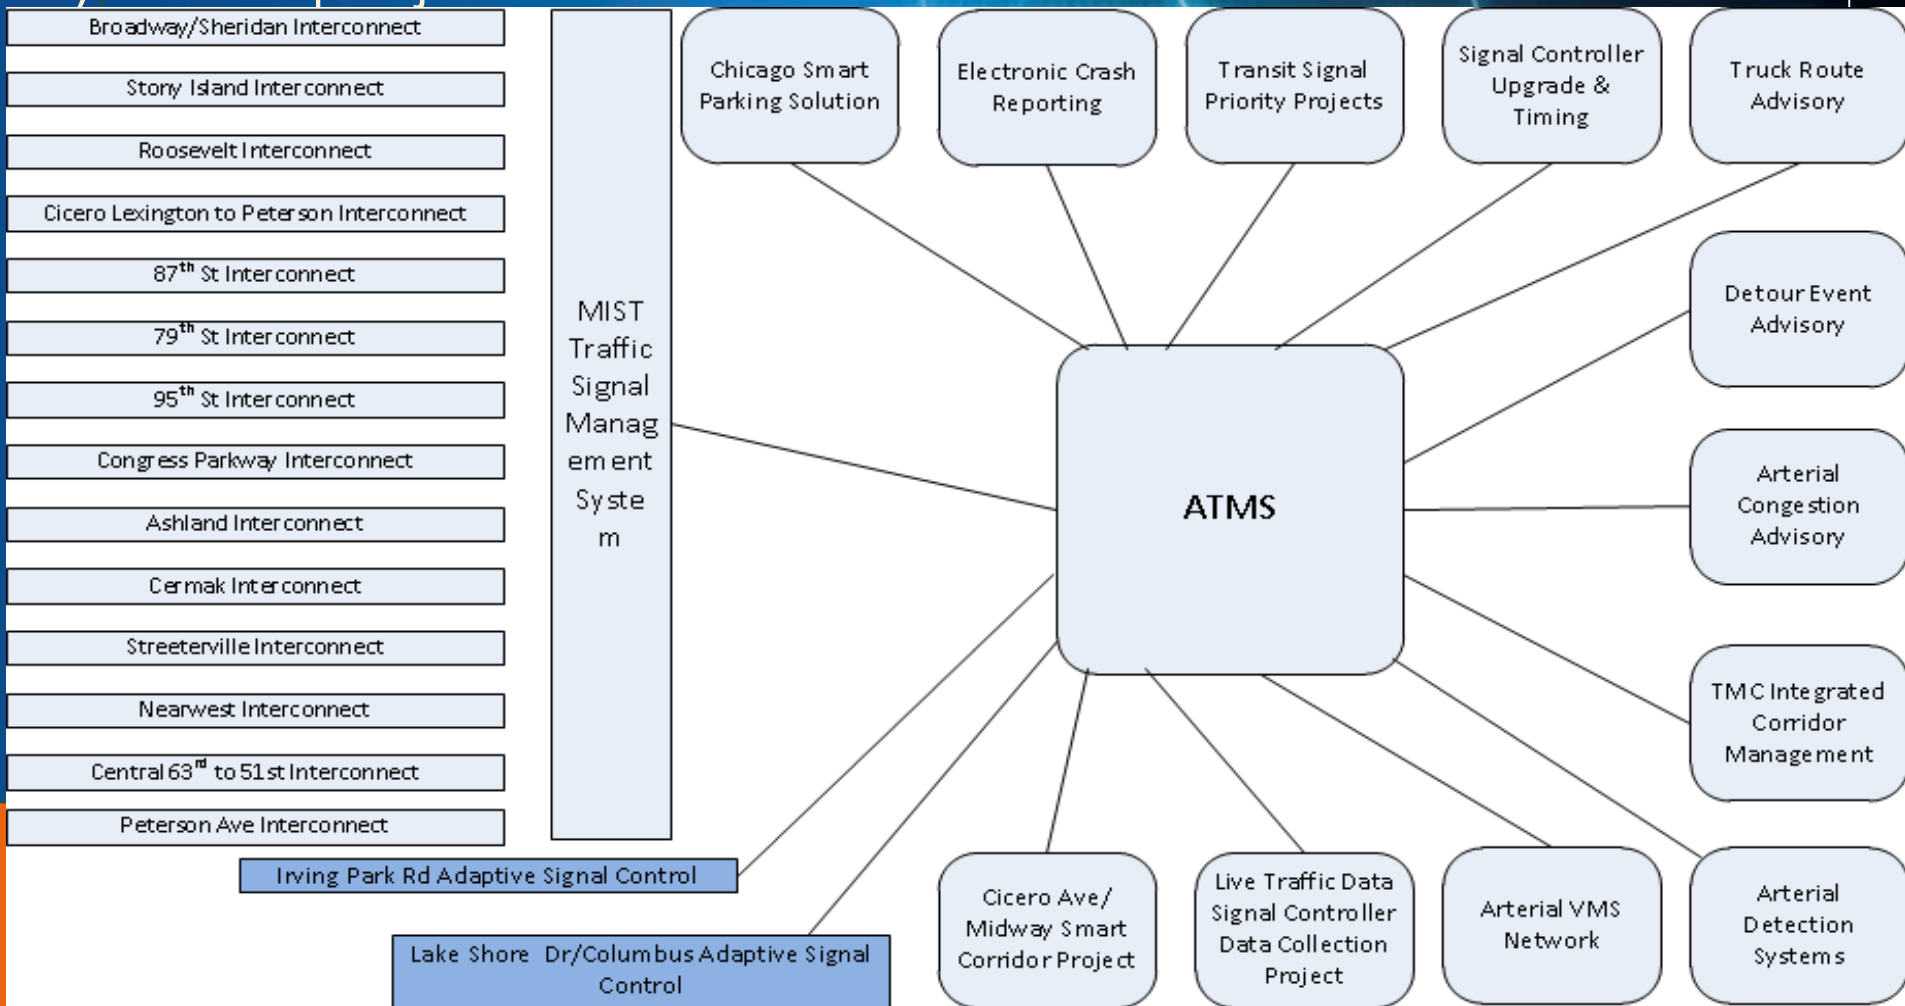 Broadway/Sheridan Interconnect
Stony Island Interconnect
Roosevelt Interconnect
Cicero Lexington to Peterson Interconnect
87th St Interconnect
79th St Interconnect
95th St Interconnect
Congress Parkway Interconnect
Ashland Interconnect
Cermak Interconnect
Streeterville Interconnect
Nearwest Interconnect
Central 63rd to 51st Interconnect
Peterson Ave Interconnect
Irving Park Rd Adaptive Signal Control
Lake Shore Dr/Columbus Adaptive Signal
Control
MIST
Traffic
Signal
Manag
ement
Syste
m
Chicago Smart
Parking Solution
Electronic Crash
Reporting
Transit Signal
Priority Projects
Signal Controller
Upgrade &
Timing
Truck Route
Advisory
Detour Event
Advisory
Arterial
Congestion
Advisory
ATMS
TMC Integrated
Corridor
Management
Cicero Ave/
Midway Smart
Corridor Project
Live Traffic Data
Signal Controller
Data Collection
Project
Arterial VMS
Network
Arterial
Detection
Systems